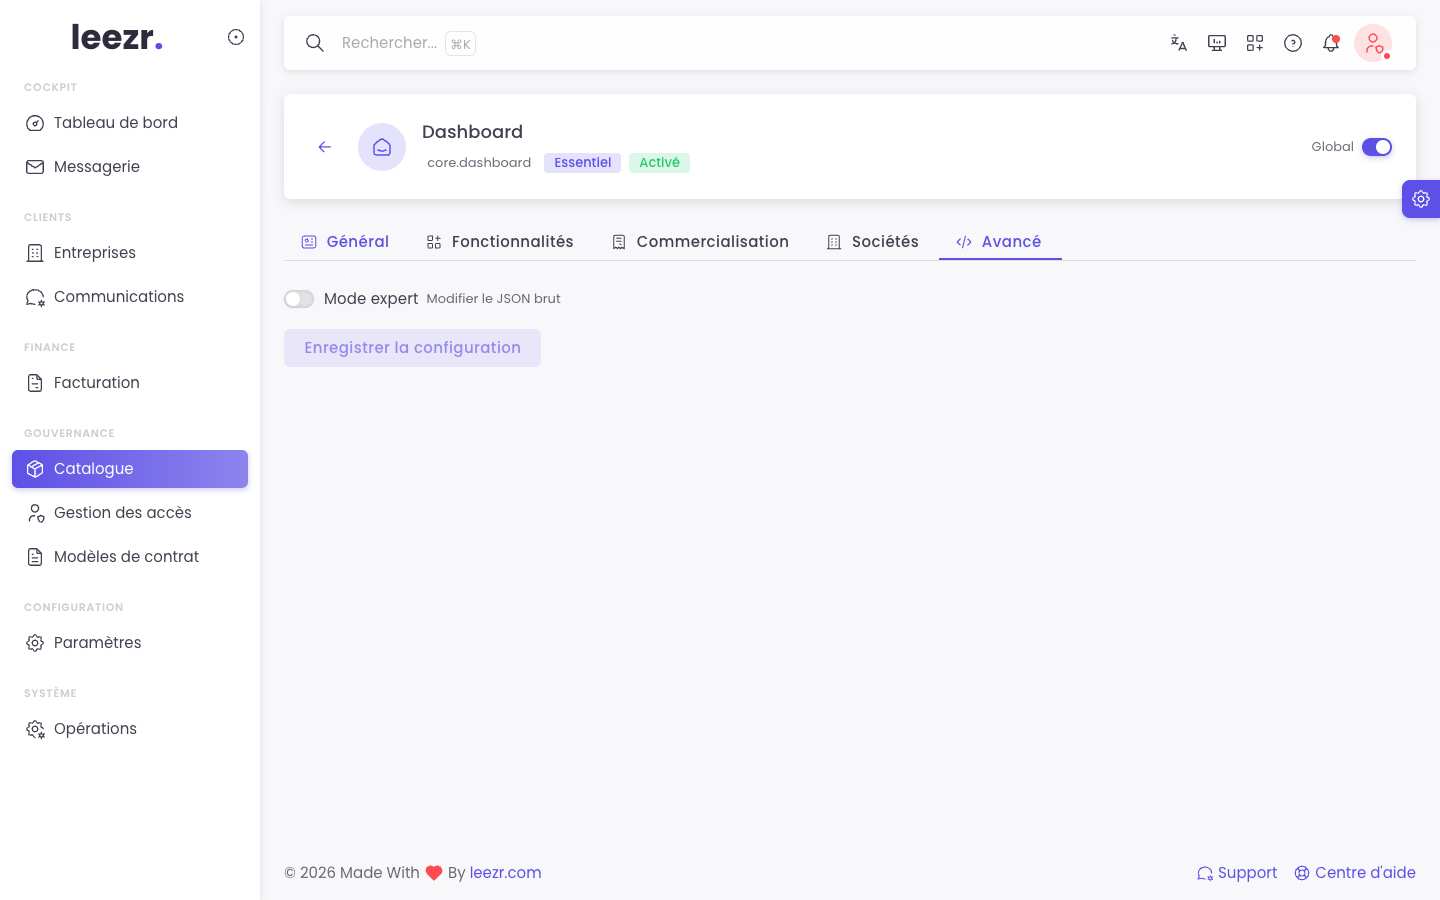 leezr.
COCKPIT
Tableau de bord
Messagerie
CLIENTS
Entreprises
Communications
FINANCE
Facturation
GOUVERNANCE
Catalogue
Gestion des accès
Modèles de contrat
CONFIGURATION
Paramètres
SYSTÈME
Opérations
Rechercher... ⌘K
Dashboard
core.dashboard Essentiel Activé
Global
Général Fonctionnalités Commercialisation Sociétés Avancé
Mode expert Modifier le JSON brut
Enregistrer la configuration
© 2026 Made With ❤ By leezr.com
Support Centre d'aide